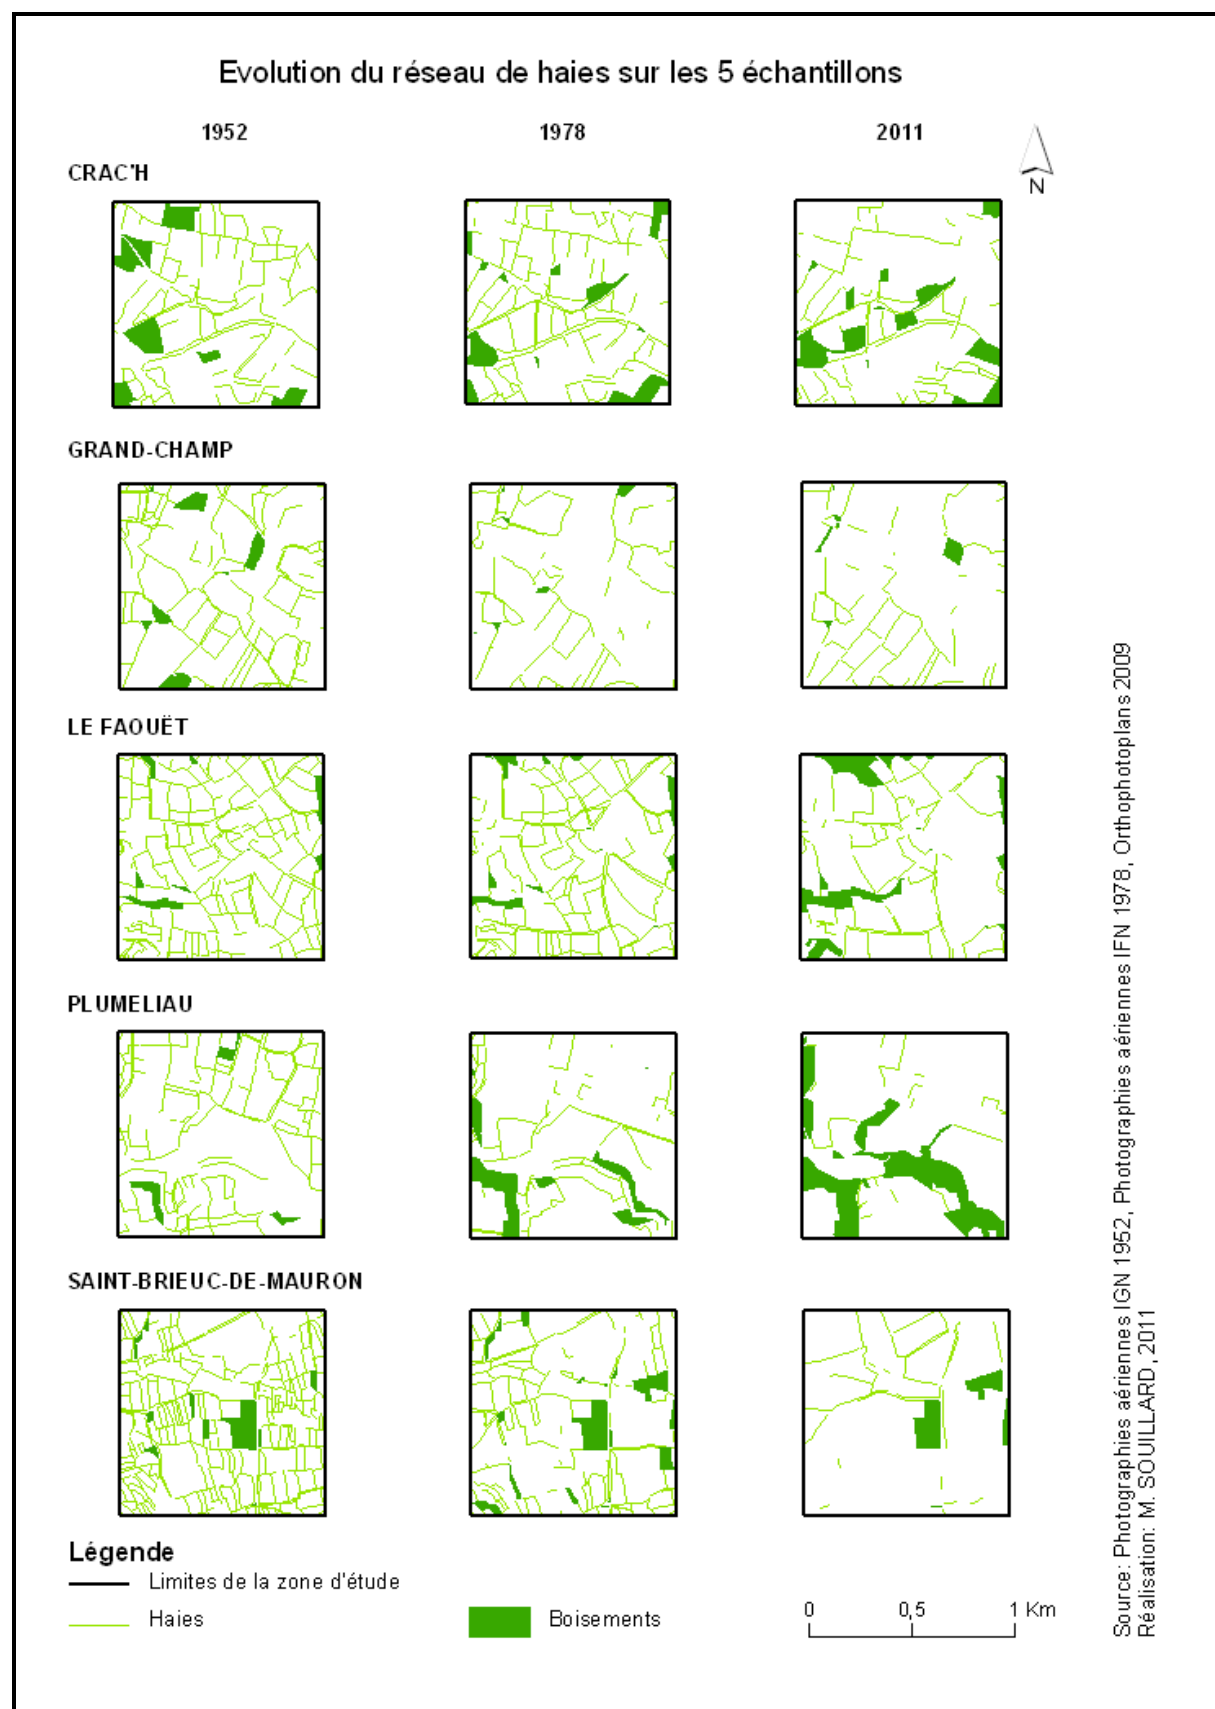 Evolution du réseau de haies sur les 5 échantillons
1952
1978
2011
N
CRAC'H
GRAND-CHAMP
LE FAOUËT
PLUMELIAU
SAINT-BRIEUC-DE-MAURON
Légende
Limites de la zone d'étude
Haies
Boisements
0 0,5 1 Km
Source: Photographies aériennes IGN 1952, Photographies aériennes IFN 1978, Orthophotoplans 2009
Réalisation: M. SOUILLARD, 2011